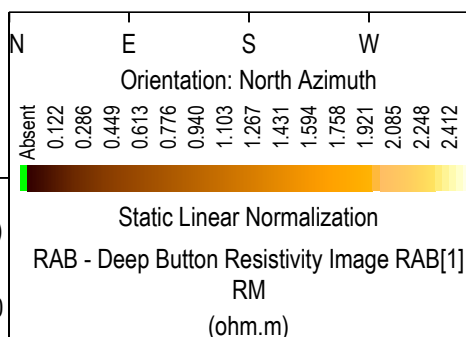 N E S W
Orientation: North Azimuth
Absent 0.122 0.286 0.449 0.613 0.776 0.940 1.103 1.267 1.431 1.594 1.758 1.921 2.085 2.248 2.412
Static Linear Normalization
RAB - Deep Button Resistivity Image RAB[1]
RM
(ohm.m)